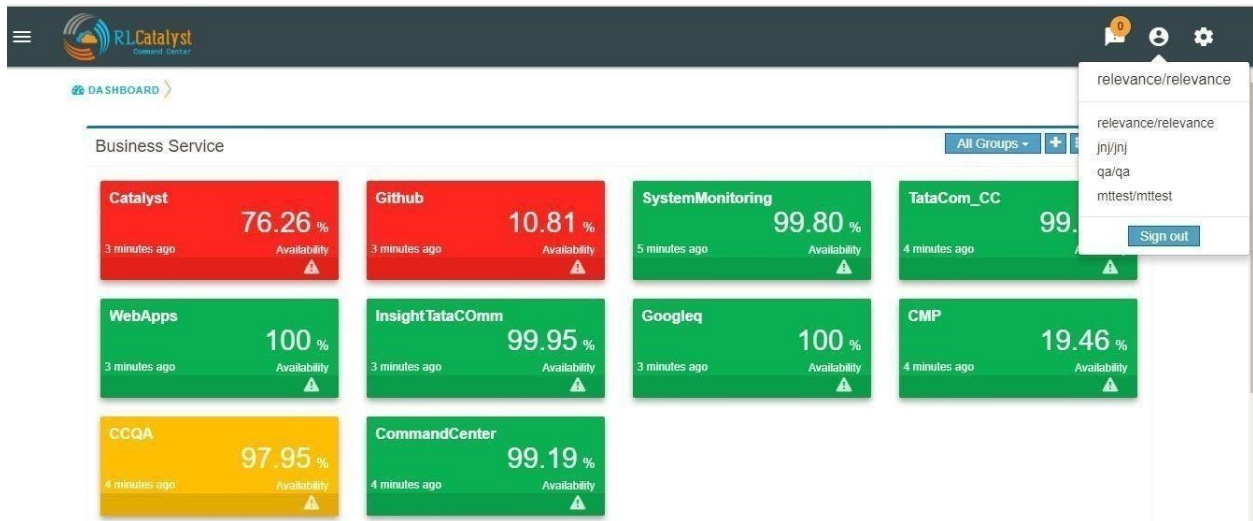 RLCatalyst
Command Center
0
relevance/relevance
relevance/relevance
jnj/jnj
qa/qa
mttest/mttest
Sign out
DASHBOARD
Business Service
All Groups
+
Catalyst
76.26 %
3 minutes ago Availability
Github
10.81 %
3 minutes ago Availability
SystemMonitoring
99.80 %
5 minutes ago Availability
TataCom_CC
99.
4 minutes ago
WebApps
100 %
3 minutes ago Availability
InsightTataCOmm
99.95 %
3 minutes ago Availability
Googleq
100 %
3 minutes ago Availability
CMP
19.46 %
4 minutes ago Availability
CCQA
97.95 %
4 minutes ago Availability
CommandCenter
99.19 %
4 minutes ago Availability